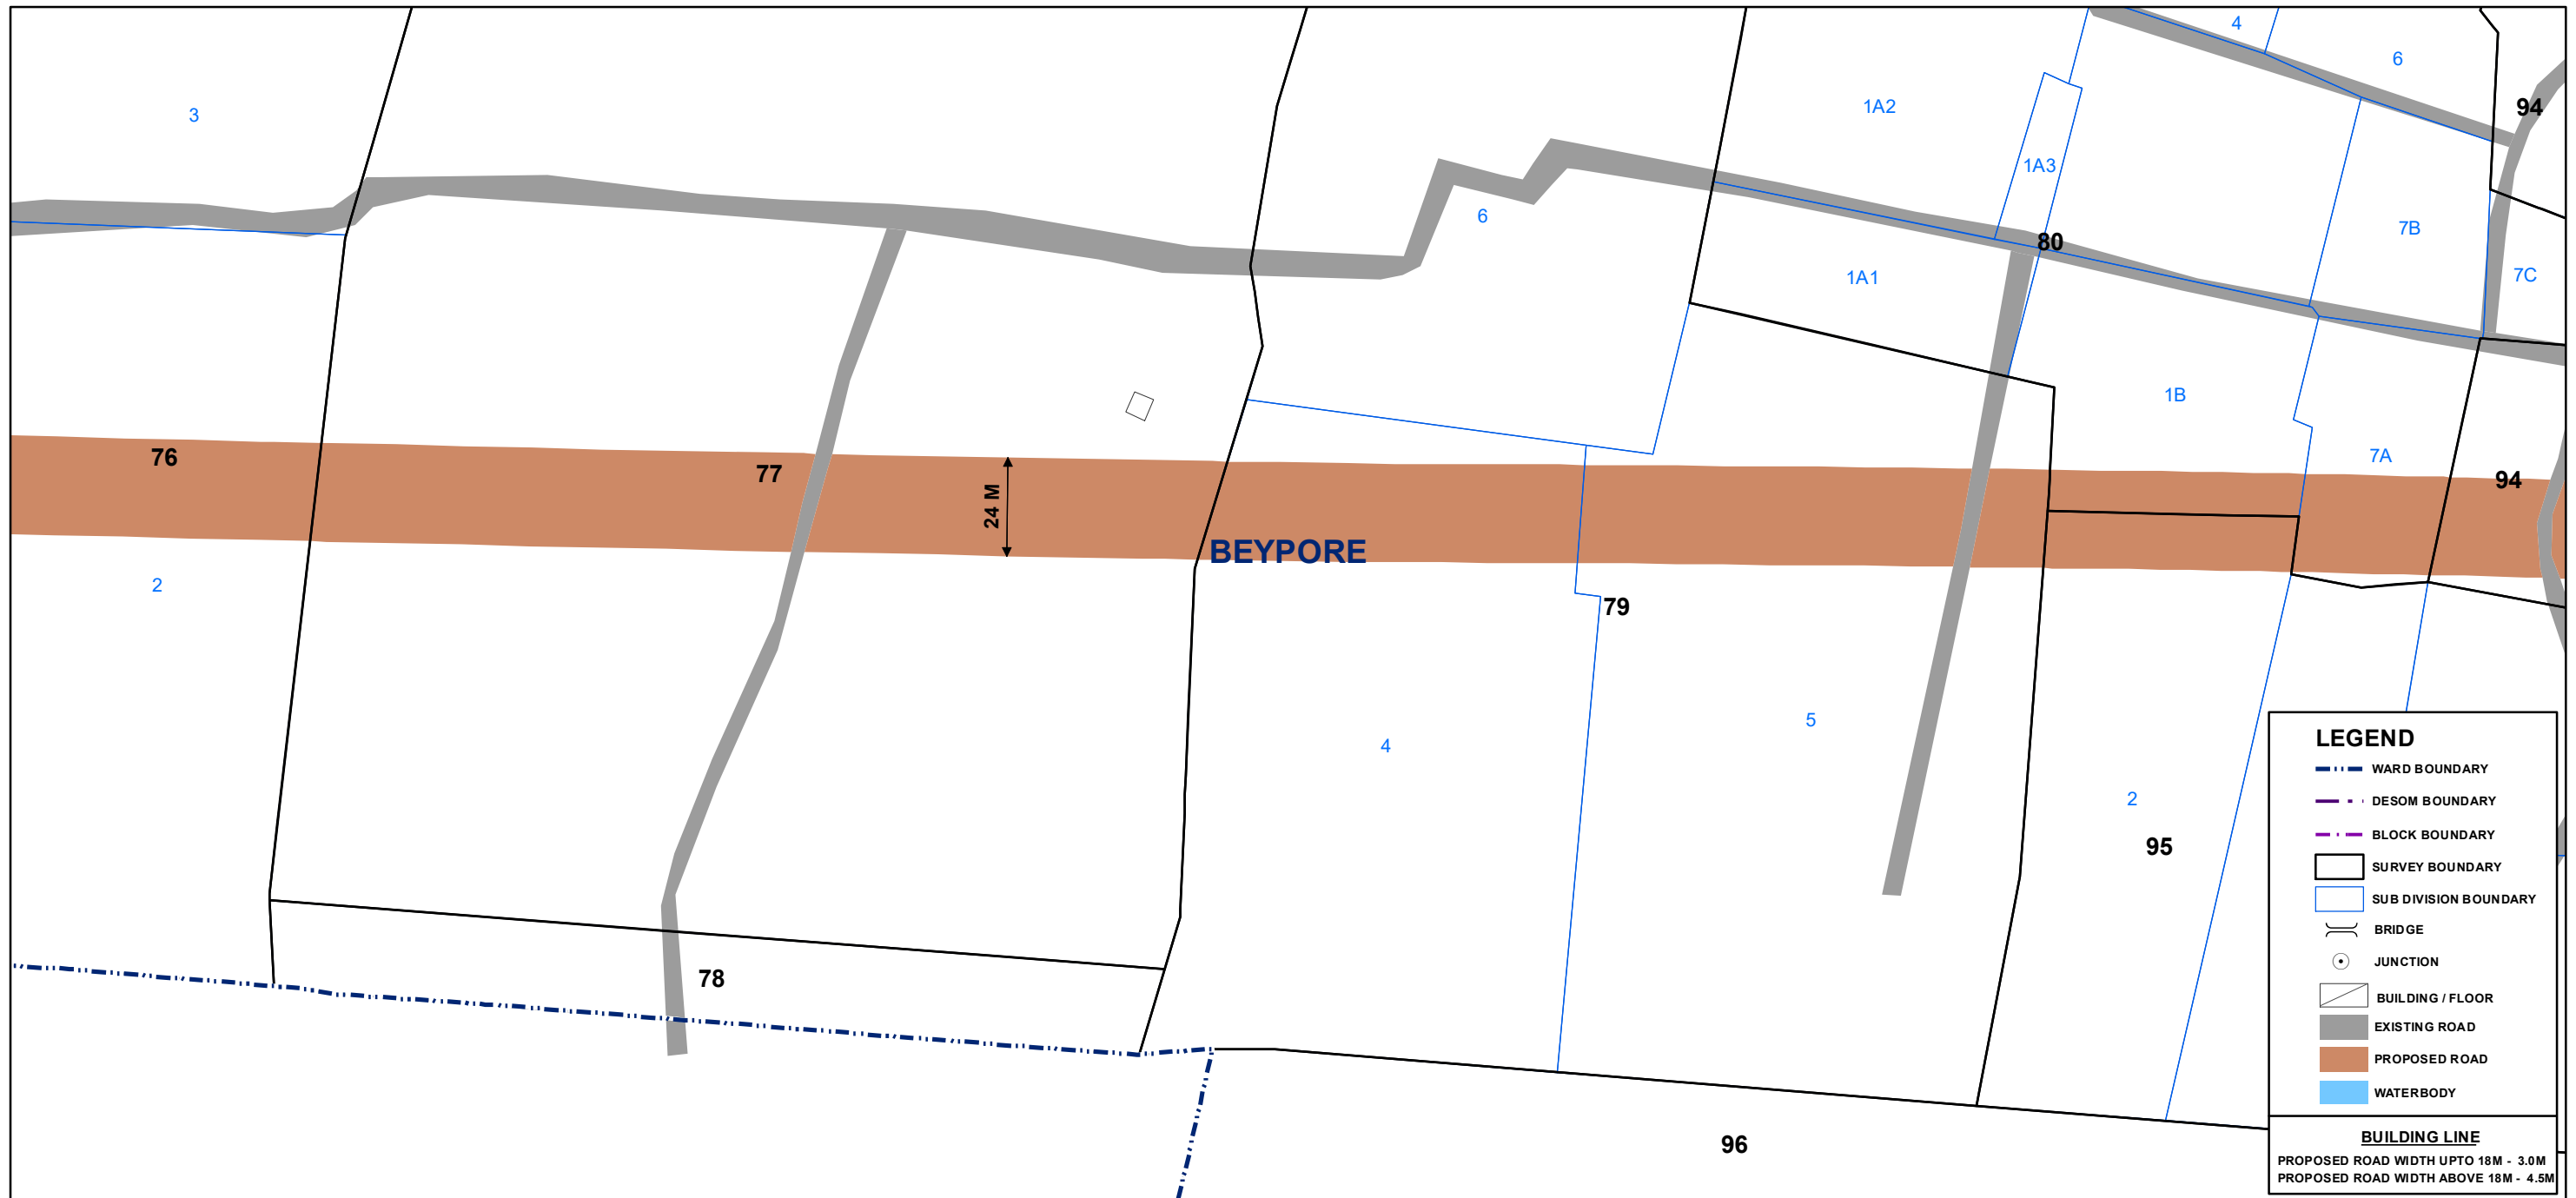 4
6
3
1A2
94
1A3
6
7B
80
7C
1A1
1B
7A
76
77
94
24 M
BEYPORE
2
79
5
4
2
95
78
96
LEGEND
WARD BOUNDARY
DESOM BOUNDARY
BLOCK BOUNDARY
SURVEY BOUNDARY
SUB DIVISION BOUNDARY
BRIDGE
JUNCTION
BUILDING / FLOOR
EXISTING ROAD
PROPOSED ROAD
WATERBODY
BUILDING LINE
PROPOSED ROAD WIDTH UPTO 18M - 3.0M
PROPOSED ROAD WIDTH ABOVE 18M - 4.5M